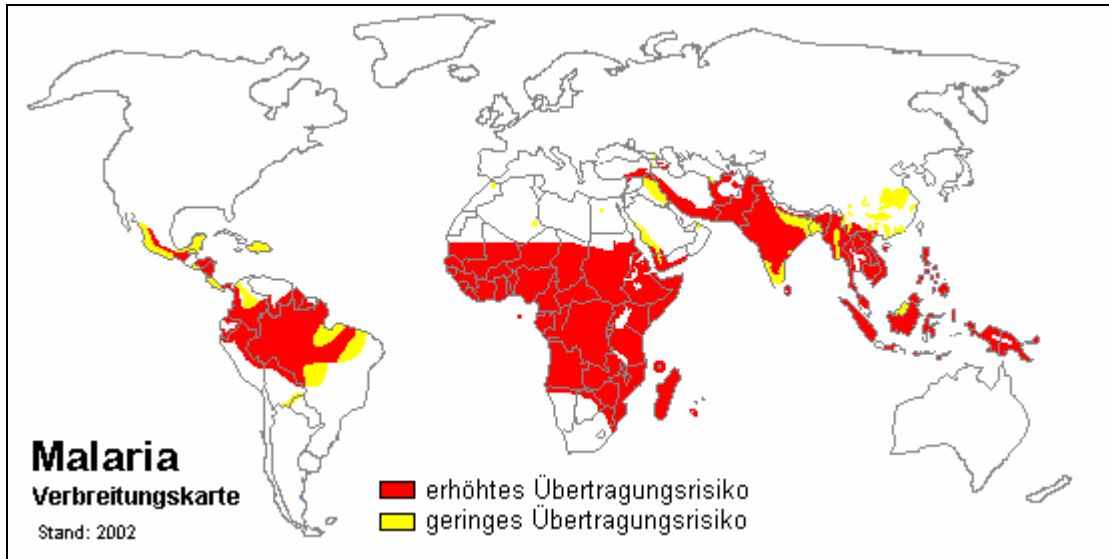 Malaria
Verbreitungskarte
Stand: 2002
erhöhtes Übertragungsrisiko
geringes Übertragungsrisiko